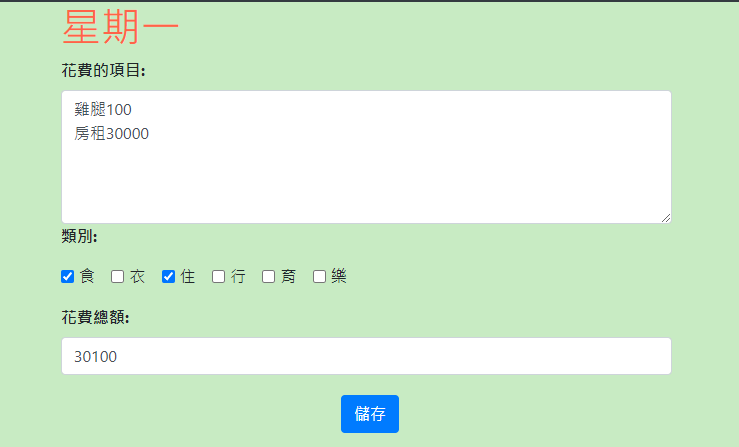 星期一
花費的項目:
雞腿100
房租30000
類別:
食 衣 住 行 育 樂
花費總額:
30100
儲存